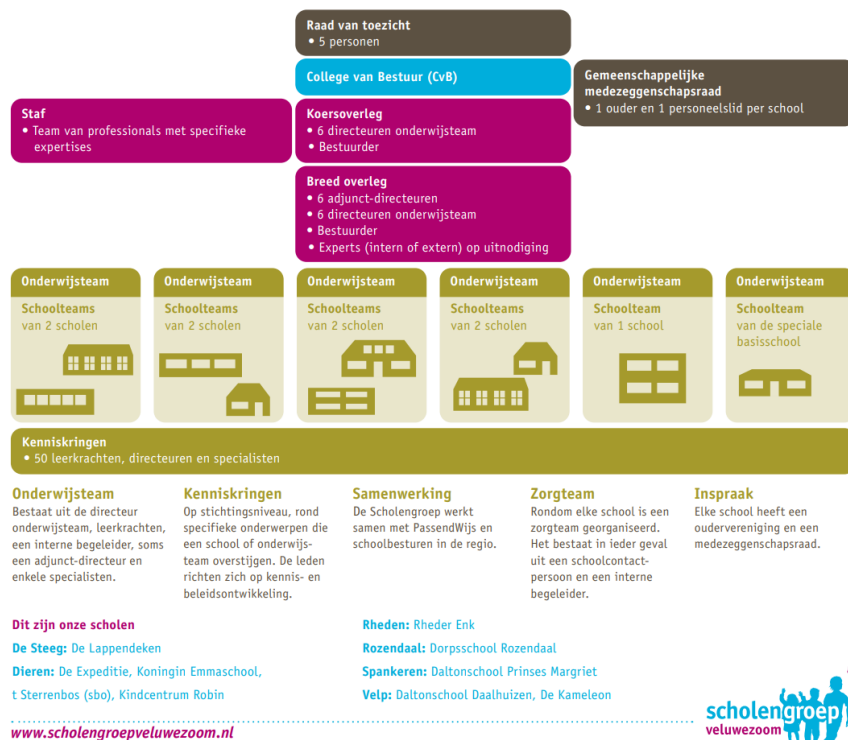 Raad van toezicht
• 5 personen
College van Bestuur (CvB)
Gemeenschappelijke
medezeggenschapsraad
• 1 ouder en 1 personeelslid per school
Staf
• Team van professionals met specifieke
expertises
Koersoverleg
• 6 directeuren onderwijsteam
• Bestuurder
Breed overleg
• 6 adjunct-directeuren
• 6 directeuren onderwijsteam
• Bestuurder
• Experts (intern of extern) op uitnodiging
Onderwijsteam
Schoolteams
van 2 scholen
Onderwijsteam
Schoolteams
van 2 scholen
Onderwijsteam
Schoolteams
van 2 scholen
Onderwijsteam
Schoolteams
van 2 scholen
Onderwijsteam
Schoolteam
van 1 school
Onderwijsteam
Schoolteam
van de speciale
basisschool
Kenniskringen
• 50 leerkrachten, directeuren en specialisten
Onderwijsteam
Bestaat uit de directeur
onderwijsteam, leerkrachten,
een interne begeleider, soms
een adjunct-directeur en
enkele specialisten.
Kenniskringen
Op stichtingsniveau, rond
specifieke onderwerpen die
een school of onderwijs-
team overstijgen. De leden
richten zich op kennis- en
beleidsontwikkeling.
Samenwerking
De Scholengroep werkt
samen met PassendWijs en
schoolbesturen in de regio.
Zorgteam
Rondom elke school is een
zorgteam georganiseerd.
Het bestaat in ieder geval
uit een schoolcontact-
persoon en een interne
begeleider.
Inspraak
Elke school heeft een
oudervereniging en een
medezeggenschapsraad.
Dit zijn onze scholen
De Steeg: De Lappendeken
Dieren: De Expeditie, Koningin Emmaschool,
t Sterrenbos (sbo), Kindcentrum Robin
Rheden: Rheder Enk
Rozendaal: Dorpsschool Rozendaal
Spankeren: Daltonschool Prinses Margriet
Velp: Daltonschool Daalhuizen, De Kameleon
www.scholengroepveluwezoom.nl
scholengroep
veluwezoom